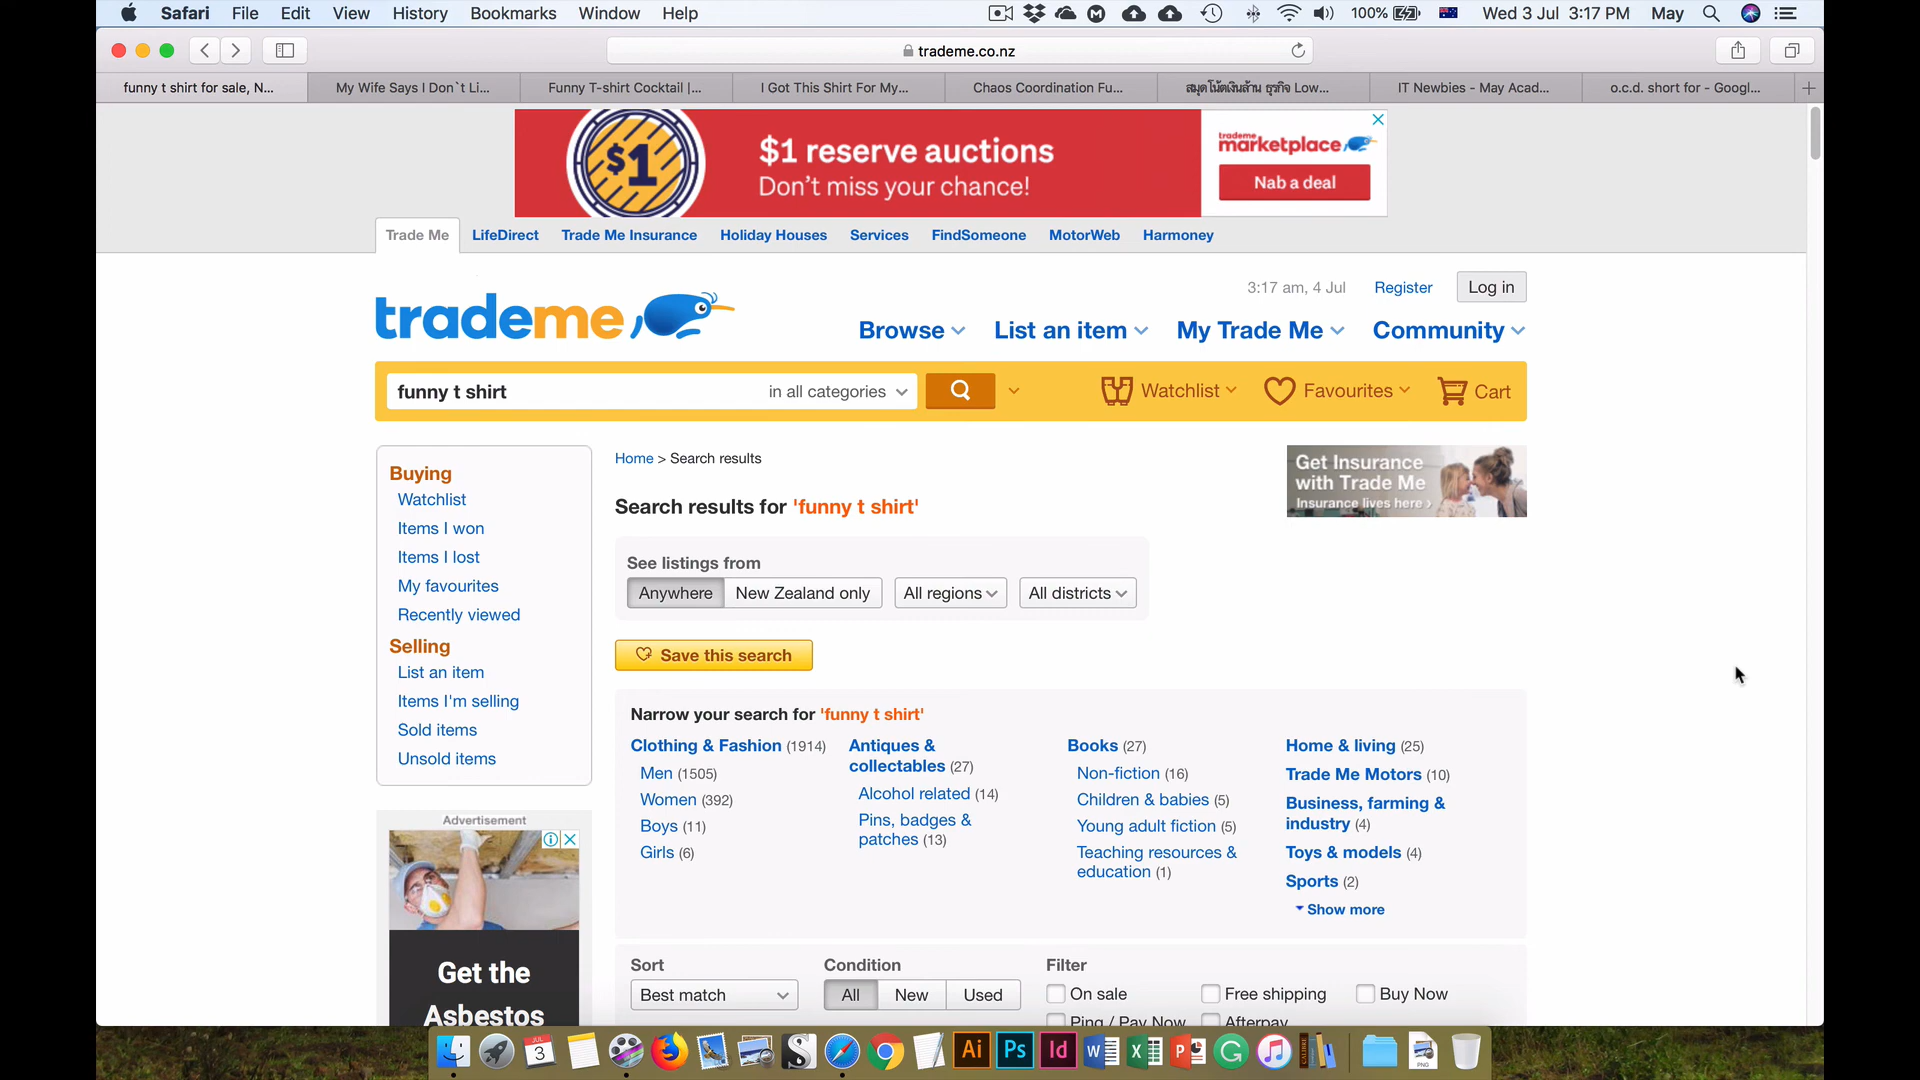 Safari File Edit View History Bookmarks Window Help 100% Wed 3 Jul 3:17 PM May
trademe.co.nz
funny t shirt for sale, N... My Wife Says I Don`t Li... Funny T-shirt Cocktail |... I Got This Shirt For My... Chaos Coordination Fu... สมุดโน้ตเงินล้าน ธุรกิจ Low... IT Newbies - May Acad... o.c.d. short for - Googl...
$1
$1 reserve auctions
Don't miss your chance!
trademe
marketplace
Nab a deal
Trade Me LifeDirect Trade Me Insurance Holiday Houses Services FindSomeone MotorWeb Harmoney
3:17 am, 4 Jul Register Log in
trademe
Browse List an item My Trade Me Community
funny t shirt in all categories Watchlist Favourites Cart
Buying
Watchlist
Items I won
Items I lost
My favourites
Recently viewed
Selling
List an item
Items I'm selling
Sold items
Unsold items
Home > Search results
Search results for 'funny t shirt'
Get Insurance
with Trade Me
Insurance lives here >
See listings from
Anywhere New Zealand only All regions All districts
Save this search
Narrow your search for 'funny t shirt'
Clothing & Fashion (1914)
Men (1505)
Women (392)
Boys (11)
Girls (6)
Antiques &
collectables (27)
Alcohol related (14)
Pins, badges &
patches (13)
Books (27)
Non-fiction (16)
Children & babies (5)
Young adult fiction (5)
Teaching resources &
education (1)
Home & living (25)
Trade Me Motors (10)
Business, farming &
industry (4)
Toys & models (4)
Sports (2)
Show more
Advertisement
Get the
Asbestos
Sort Condition Filter
Best match All New Used On sale Free shipping Buy Now
Ping / Pay Now Afterpay
JUL
3
Ai Ps Id
PNG